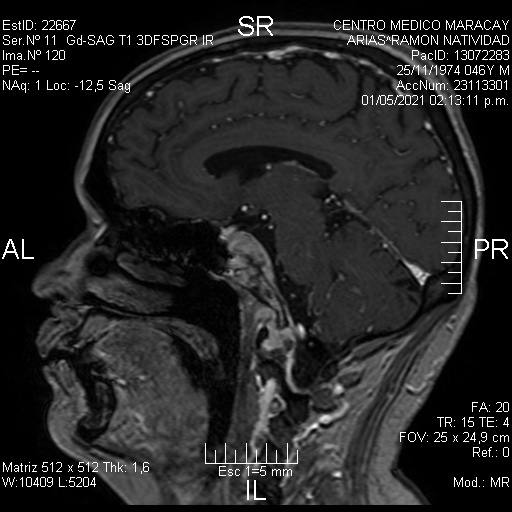 EstID: 22667
Ser.Nº 11 Gd-SAG T1 3DFSPGR IR
Ima.Nº 120
PE= --
NAq: 1 Loc: -12,5 Sag
SR
CENTRO MEDICO MARACAY
ARIAS^RAMON NATIVIDAD
PacID: 13072283
25/11/1974 046Y M
AccNum: 23113301
01/05/2021 02:13:11 p.m.
AL
PR
FA: 20
TR: 15 TE: 4
FOV: 25 x 24,9 cm
Ref.: 0
Mod.: MR
Matriz 512 x 512 Thk: 1,6
W:10409 L:5204
Esc 1=5 mm
IL